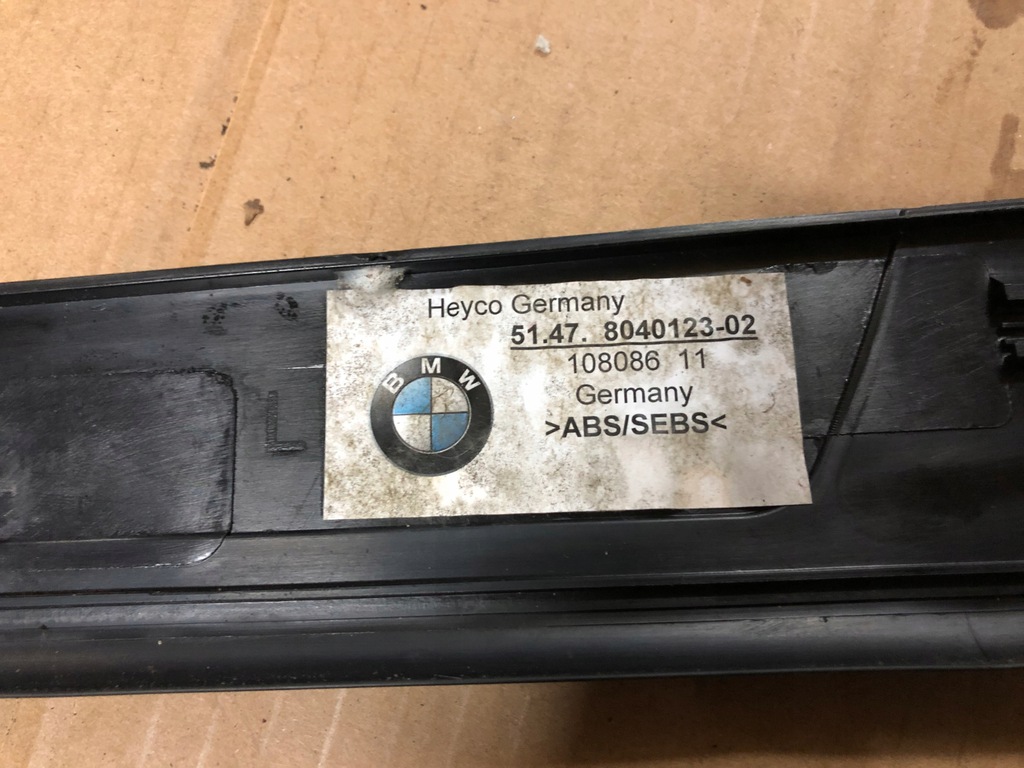 Heyco Germany
51.47. 8040123-02
108086 11
Germany
>ABS/SEBS<
BMW
L